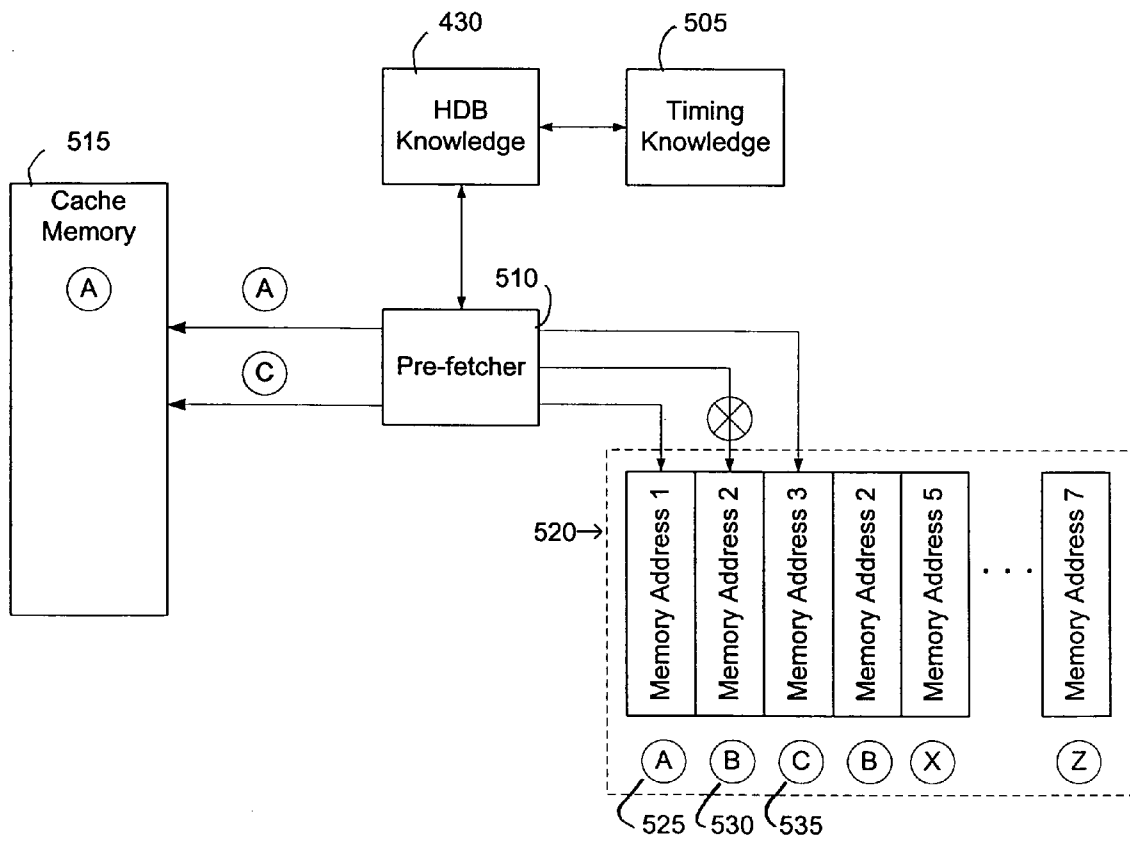 430
505
HDB
Knowledge
Timing
Knowledge
515
Cache
Memory
A
A
510
C
Pre-fetcher
520
Memory Address 1
Memory Address 2
Memory Address 3
Memory Address 2
Memory Address 5
. . .
Memory Address 7
A
B
C
B
X
Z
525
530
535